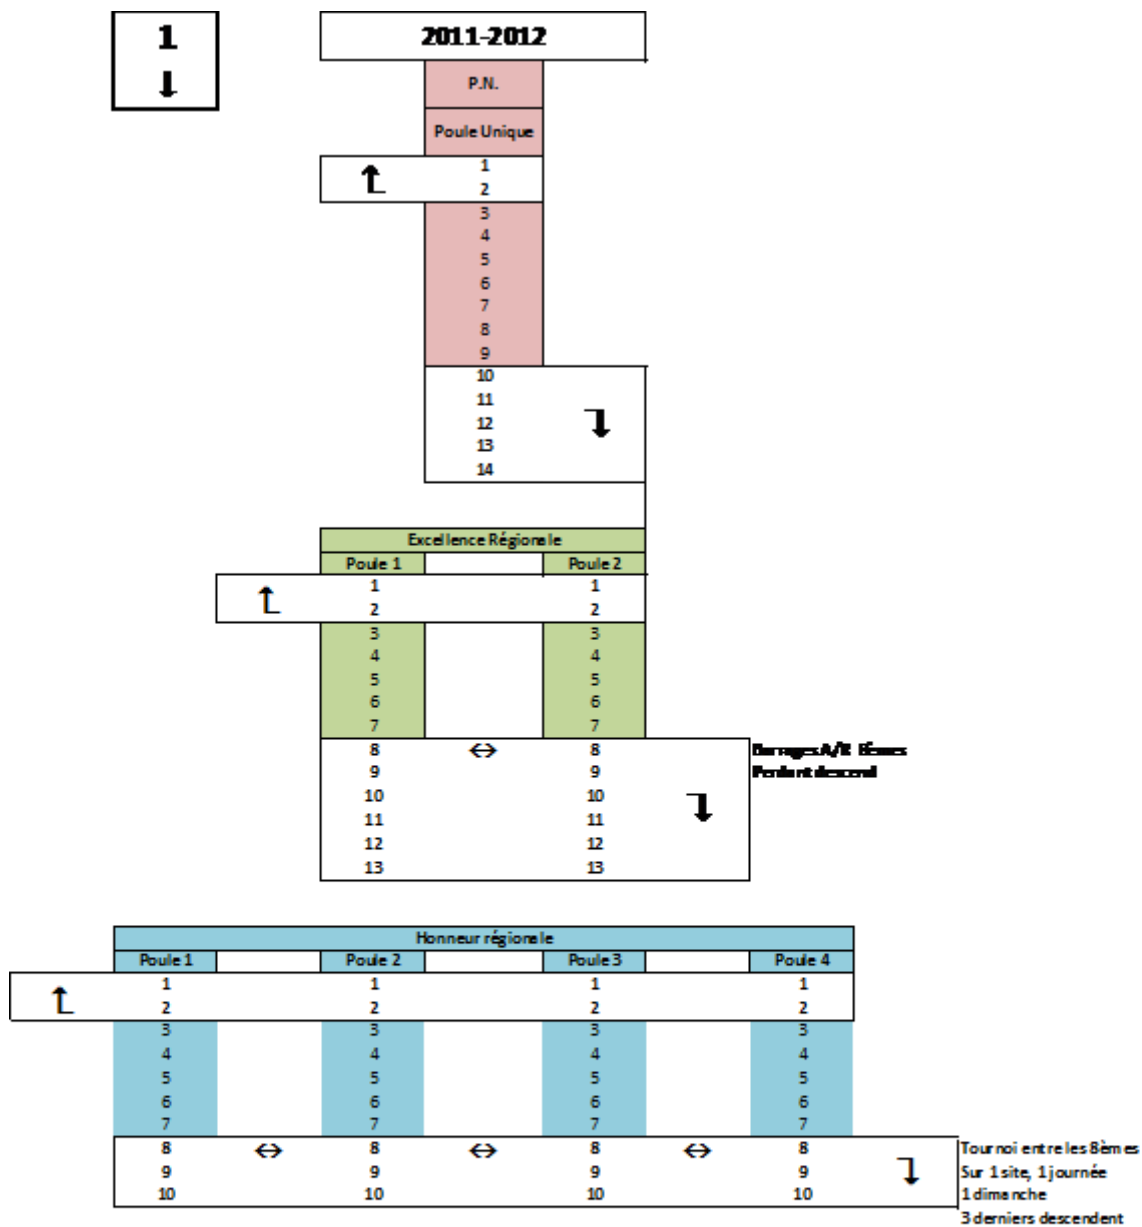 1 2011-2012
P.N.
Poule Unique
1
2
3
4
5
6
7
8
9
10
11
12
13
14
Excellence Régionale
Poule 1 Poule 2
1 1
2 2
3 3
4 4
5 5
6 6
7 7
8 ↔ 8 Barrages A/R 8èmes
9 9 Perdant descend
10 10
11 11
12 12
13 13
Honneur régionale
Poule 1 Poule 2 Poule 3 Poule 4
1 1 1 1
2 2 2 2
3 3 3 3
4 4 4 4
5 5 5 5
6 6 6 6
7 7 7 7
8 ↔ 8 ↔ 8 ↔ 8 Tournoi entre les 8èmes
9 9 9 9 Sur 1 site, 1 journée
10 10 10 10 1 dimanche
3 derniers descendent